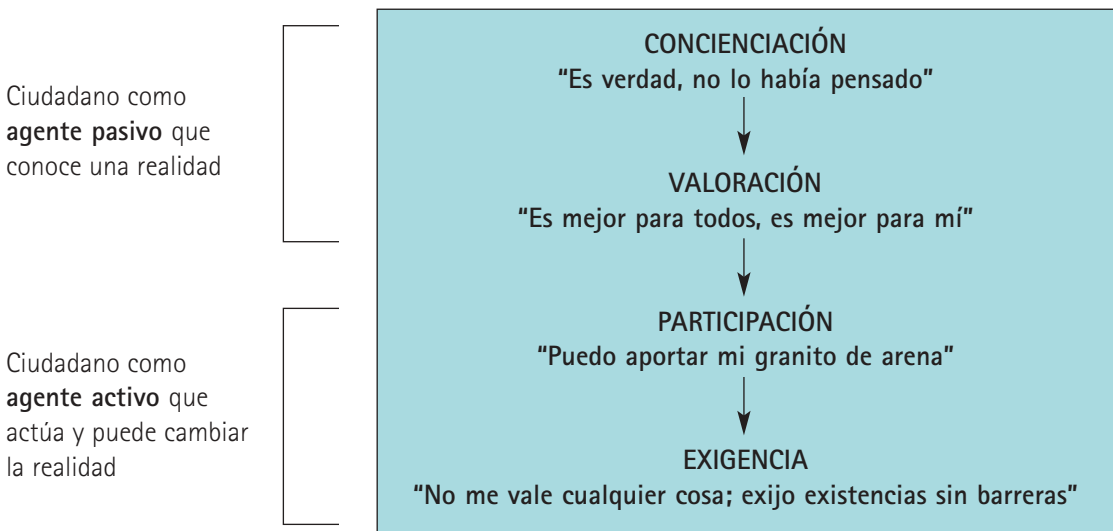 Ciudadano como
agente pasivo que
conoce una realidad
CONCIENCIACIÓN
“Es verdad, no lo había pensado”
VALORACIÓN
“Es mejor para todos, es mejor para mí”
Ciudadano como
agente activo que
actúa y puede cambiar
la realidad
PARTICIPACIÓN
“Puedo aportar mi granito de arena”
EXIGENCIA
“No me vale cualquier cosa; exijo existencias sin barreras”